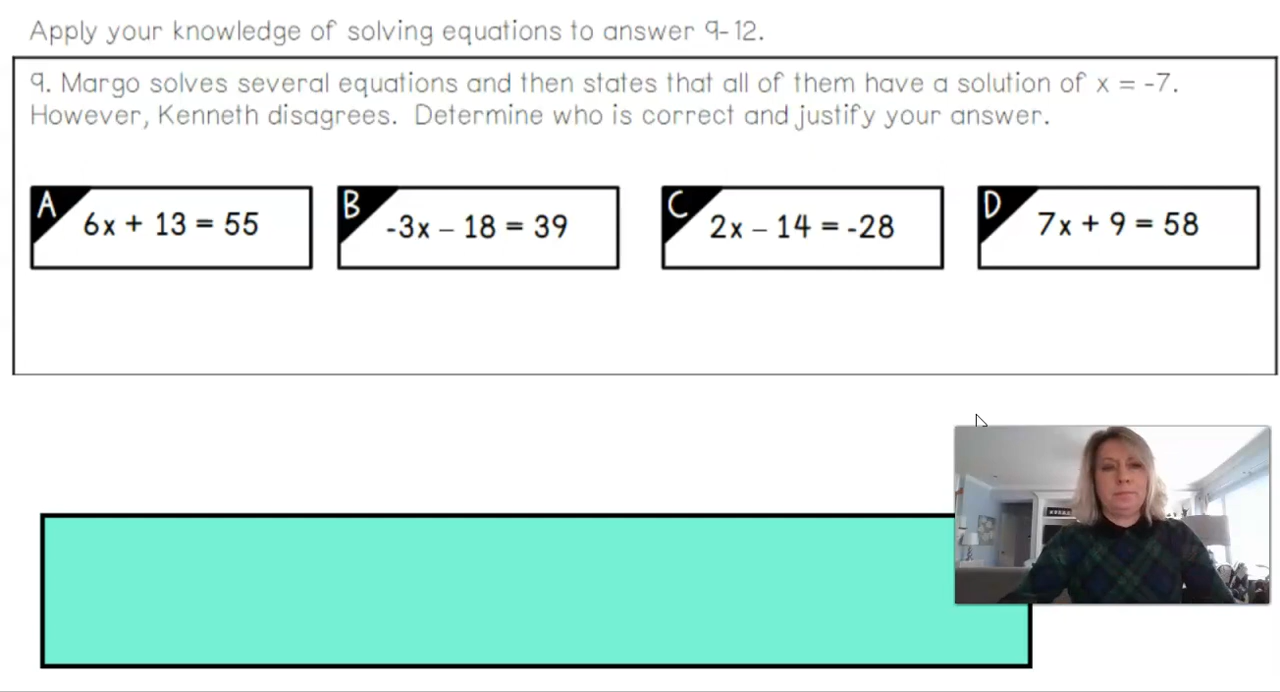 Apply your knowledge of solving equations to answer 9-12.
9. Margo solves several equations and then states that all of them have a solution of x = -7.
However, Kenneth disagrees. Determine who is correct and justify your answer.
A 6x + 13 = 55
B -3x – 18 = 39
C 2x – 14 = -28
D 7x + 9 = 58